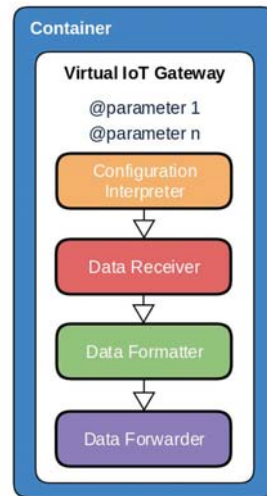 Container
Virtual IoT Gateway
@parameter 1
@parameter n
Configuration
Interpreter
Data Receiver
Data Formatter
Data Forwarder